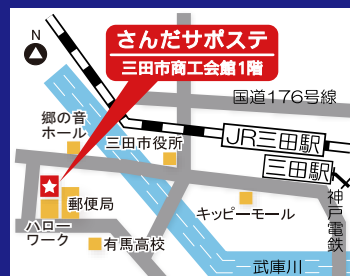 N
さんだサポステ
三田市商工会館1階
国道176号線
郷の音
ホール
三田市役所
JR三田駅
三田駅
神戸電鉄
郵便局
ハロー
ワーク
キッピーモール
有馬高校
武庫川